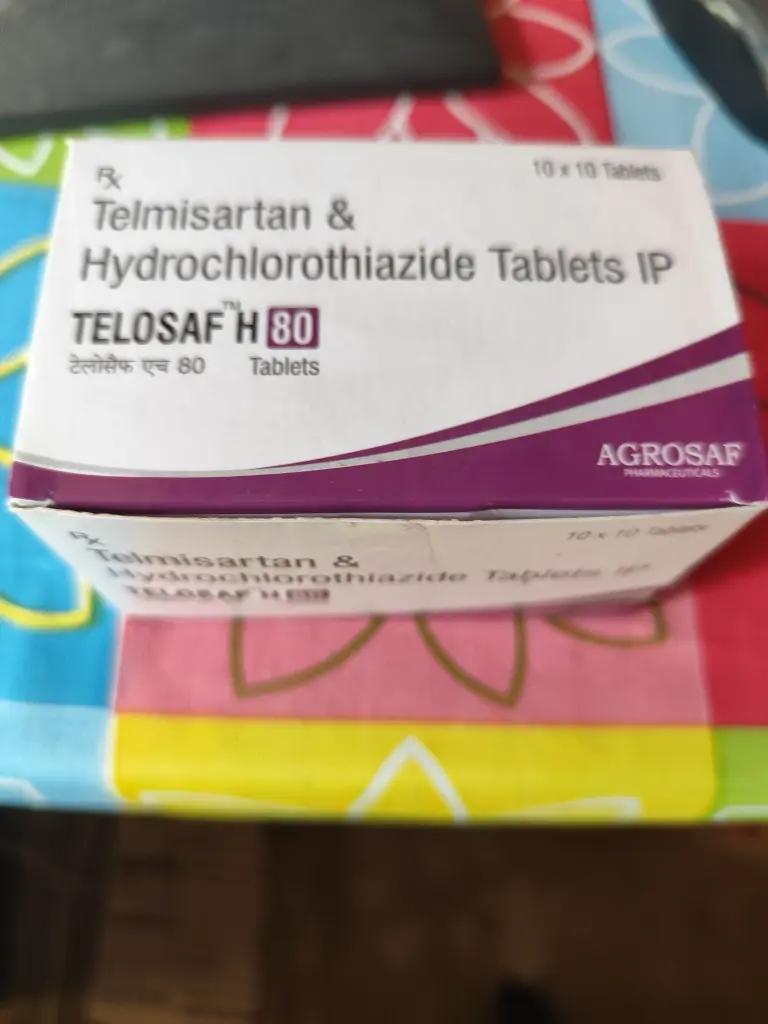 Rx
10 x 10 Tablets
Telmisartan &
Hydrochlorothiazide Tablets IP
TELOSAF™ H 80
टेलोसैफ एच 80 Tablets
AGROSAF
PHARMACEUTICALS
Rx
10 x 10 Tablets
Telmisartan &
Hydrochlorothiazide Tablets IP
TELOSAF H 80